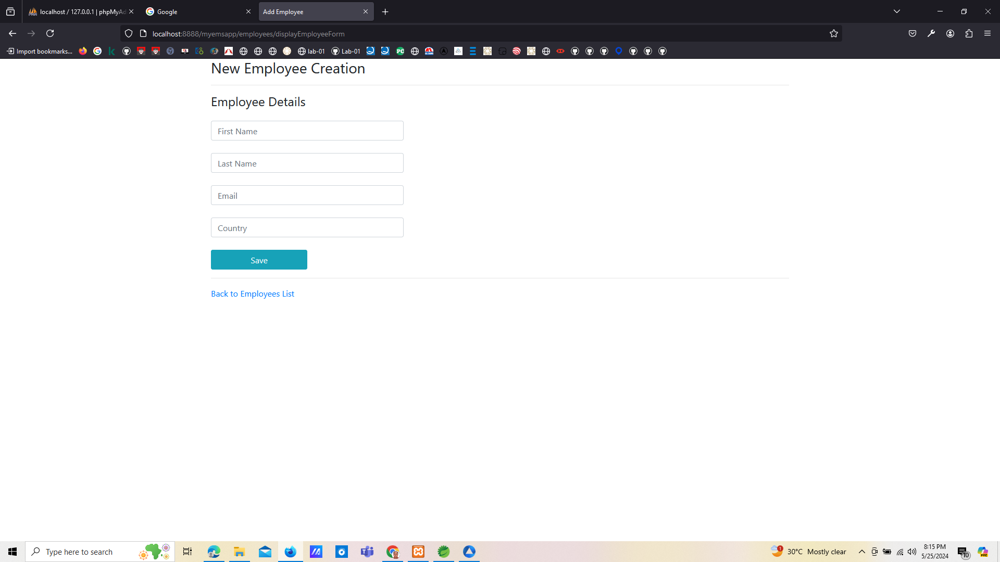 localhost / 127.0.0.1 | phpMyAd
Google
Add Employee
localhost:8888/myemsapp/employees/displayEmployeeForm
Import bookmarks...
lab-01
Lab-01
New Employee Creation
Employee Details
First Name
Last Name
Email
Country
Save
Back to Employees List
Type here to search
1
30°C Mostly clear
8:15 PM
5/25/2024
10
PRE